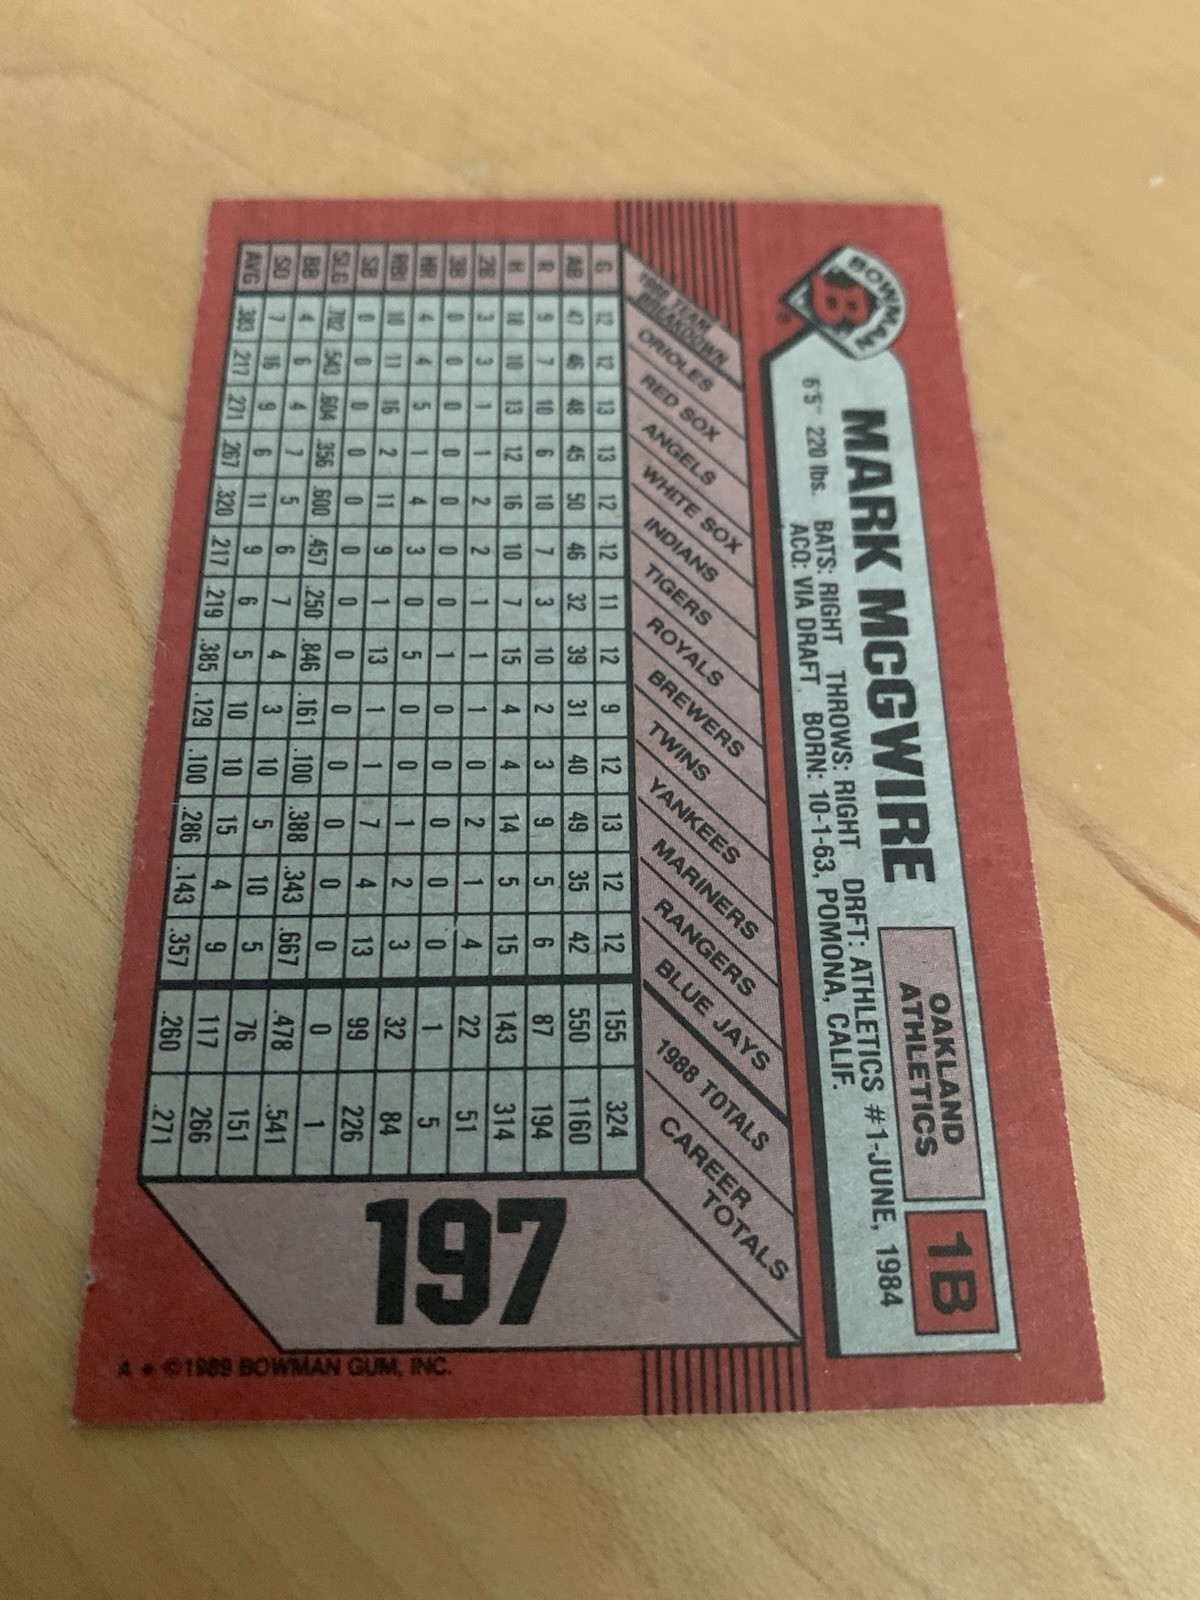 BOWMAN
B
MARK MCGWIRE
OAKLAND
ATHLETICS
1B
6'5" 220 lbs. BATS: RIGHT THROWS: RIGHT DRFT: ATHLETICS #1-JUNE, 1984
ACQ: VIA DRAFT BORN: 10-1-63, POMONA, CALIF.
1988 TEAM BREAKDOWN ORIOLES RED SOX ANGELS WHITE SOX INDIANS TIGERS ROYALS BREWERS TWINS YANKEES MARINERS RANGERS BLUE JAYS 1988 TOTALS CAREER TOTALS
G 12 12 13 13 12 12 11 12 9 12 13 12 12 155 324
AB 47 46 48 45 50 46 32 39 31 40 49 35 42 550 1160
R 9 7 10 6 10 7 3 10 2 3 9 5 6 87 194
H 18 10 13 12 16 10 7 15 4 4 14 5 15 143 314
2B 3 3 1 1 2 2 1 1 1 0 2 1 4 22 51
3B 0 0 0 0 0 0 0 1 0 0 0 0 0 1 5
HR 4 4 5 1 4 3 0 5 0 0 1 2 3 32 84
RBI 10 11 16 2 11 9 1 13 1 1 7 4 13 99 226
SB 0 0 0 0 0 0 0 0 0 0 0 0 0 0 1
SLG .702 .543 .604 .356 .600 .457 .250 .846 .161 .100 .388 .343 .667 .478 .541
BB 4 6 4 7 5 6 7 4 3 10 5 10 5 76 151
SO 7 16 9 6 11 9 6 5 10 10 15 4 9 117 266
AVG .383 .217 .271 .267 .320 .217 .219 .385 .129 .100 .286 .143 .357 .260 .271
197
A * ©1989 BOWMAN GUM, INC.